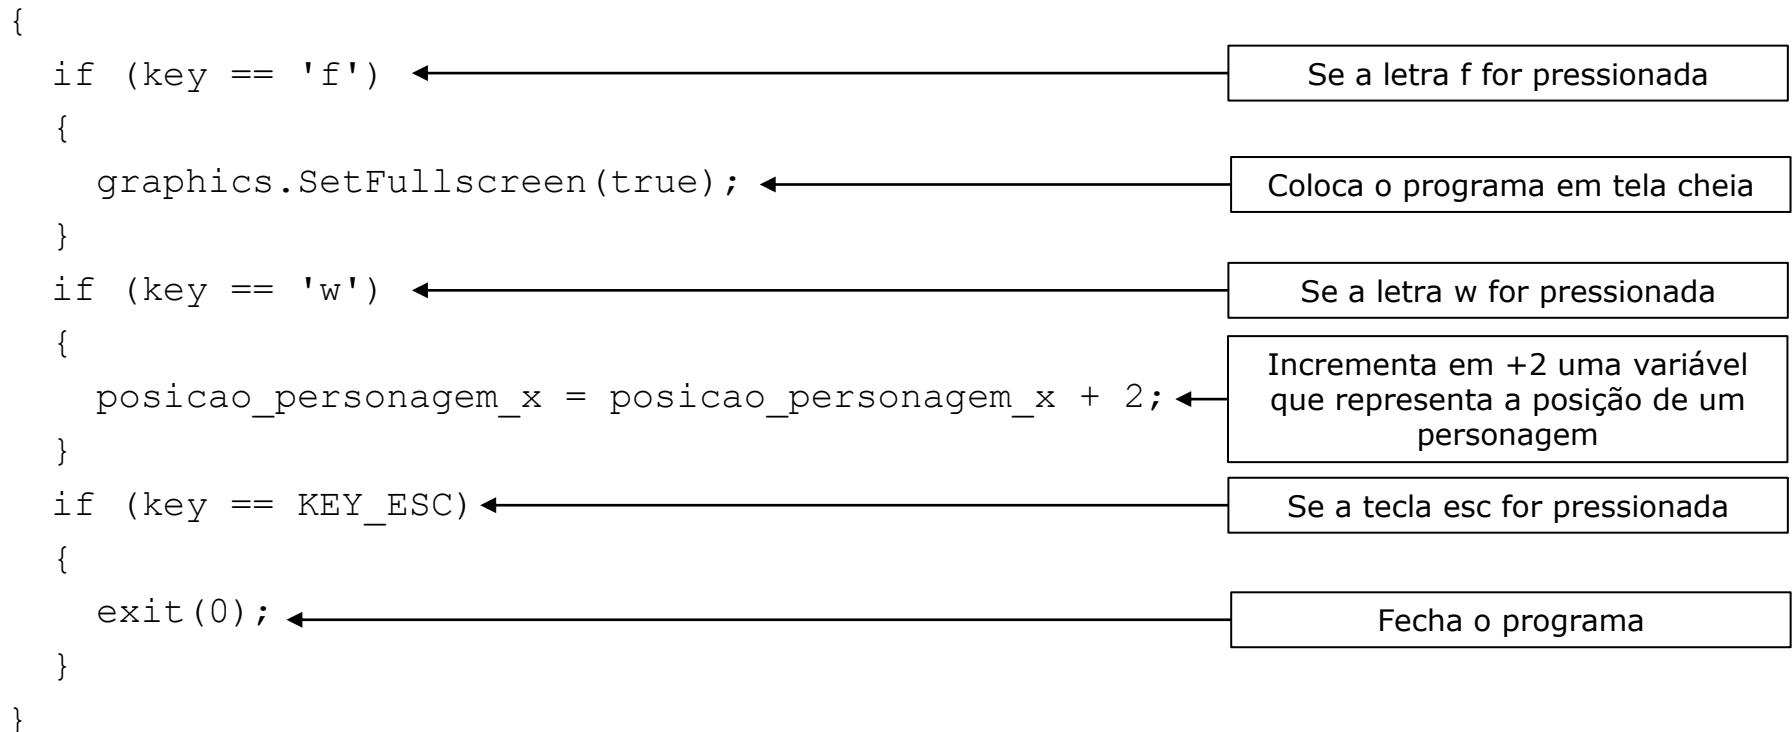 {
if (key == 'f')
Se a letra f for pressionada
{
graphics.SetFullscreen(true);
Coloca o programa em tela cheia
}
if (key == 'w')
Se a letra w for pressionada
{
posicao_personagem_x = posicao_personagem_x + 2;
Incrementa em +2 uma variável
que representa a posição de um
personagem
}
if (key == KEY_ESC)
Se a tecla esc for pressionada
{
exit(0);
Fecha o programa
}
}